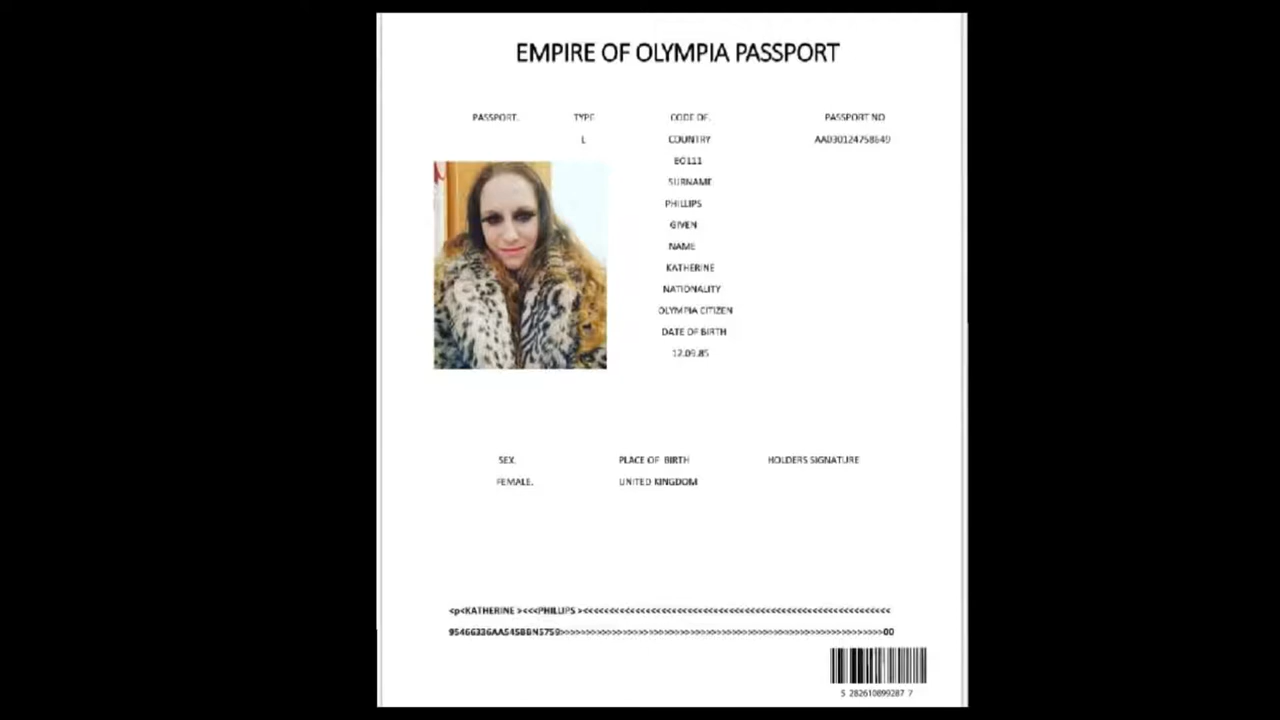 EMPIRE OF OLYMPIA PASSPORT
PASSPORT. TYPE CODE OF. PASSPORT NO
L COUNTRY AA030124758649
EO111
SURNAME
PHILLIPS
GIVEN
NAME
KATHERINE
NATIONALITY
OLYMPIA CITIZEN
DATE OF BIRTH
12.09.85
SEX. PLACE OF BIRTH HOLDERS SIGNATURE
FEMALE. UNITED KINGDOM
<p<KATHERINE ><<<PHILLIPS ><<<<<<<<<<<<<<<<<<<<<<<<<<<<<<<<<<<<<<<<<<<<<<<<<<<<<<<<<<
95466336AA545BBN5759>>>>>>>>>>>>>>>>>>>>>>>>>>>>>>>>>>>>>>>>>>>>>>>>>>>>>>>>>>>>00
5 282610899287 7